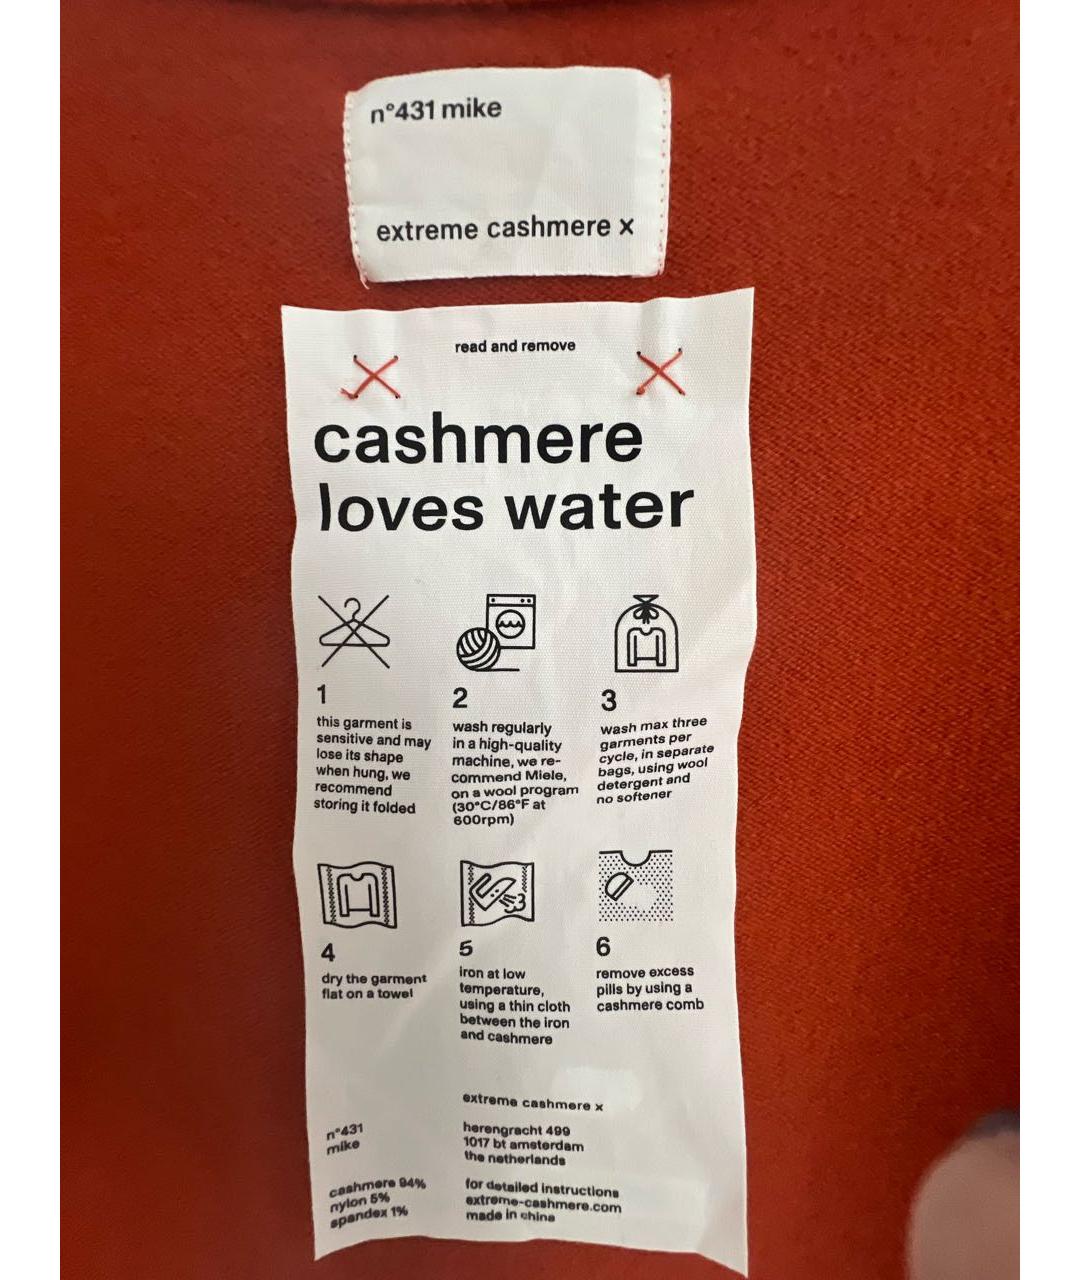 n°431 mike
extreme cashmere x
read and remove
cashmere
loves water
1
this garment is
sensitive and may
lose its shape
when hung, we
recommend
storing it folded
2
wash regularly
in a high-quality
machine, we re-
commend Miele,
on a wool program
(30°C/86°F at
600rpm)
3
wash max three
garments per
cycle, in separate
bags, using wool
detergent and
no softener
4
dry the garment
flat on a towel
5
iron at low
temperature,
using a thin cloth
between the iron
and cashmere
6
remove excess
pills by using a
cashmere comb
n°431
mike
cashmere 94%
nylon 5%
spandex 1%
extreme cashmere x
herengracht 499
1017 bt amsterdam
the netherlands
for detailed instructions
extreme-cashmere.com
made in china